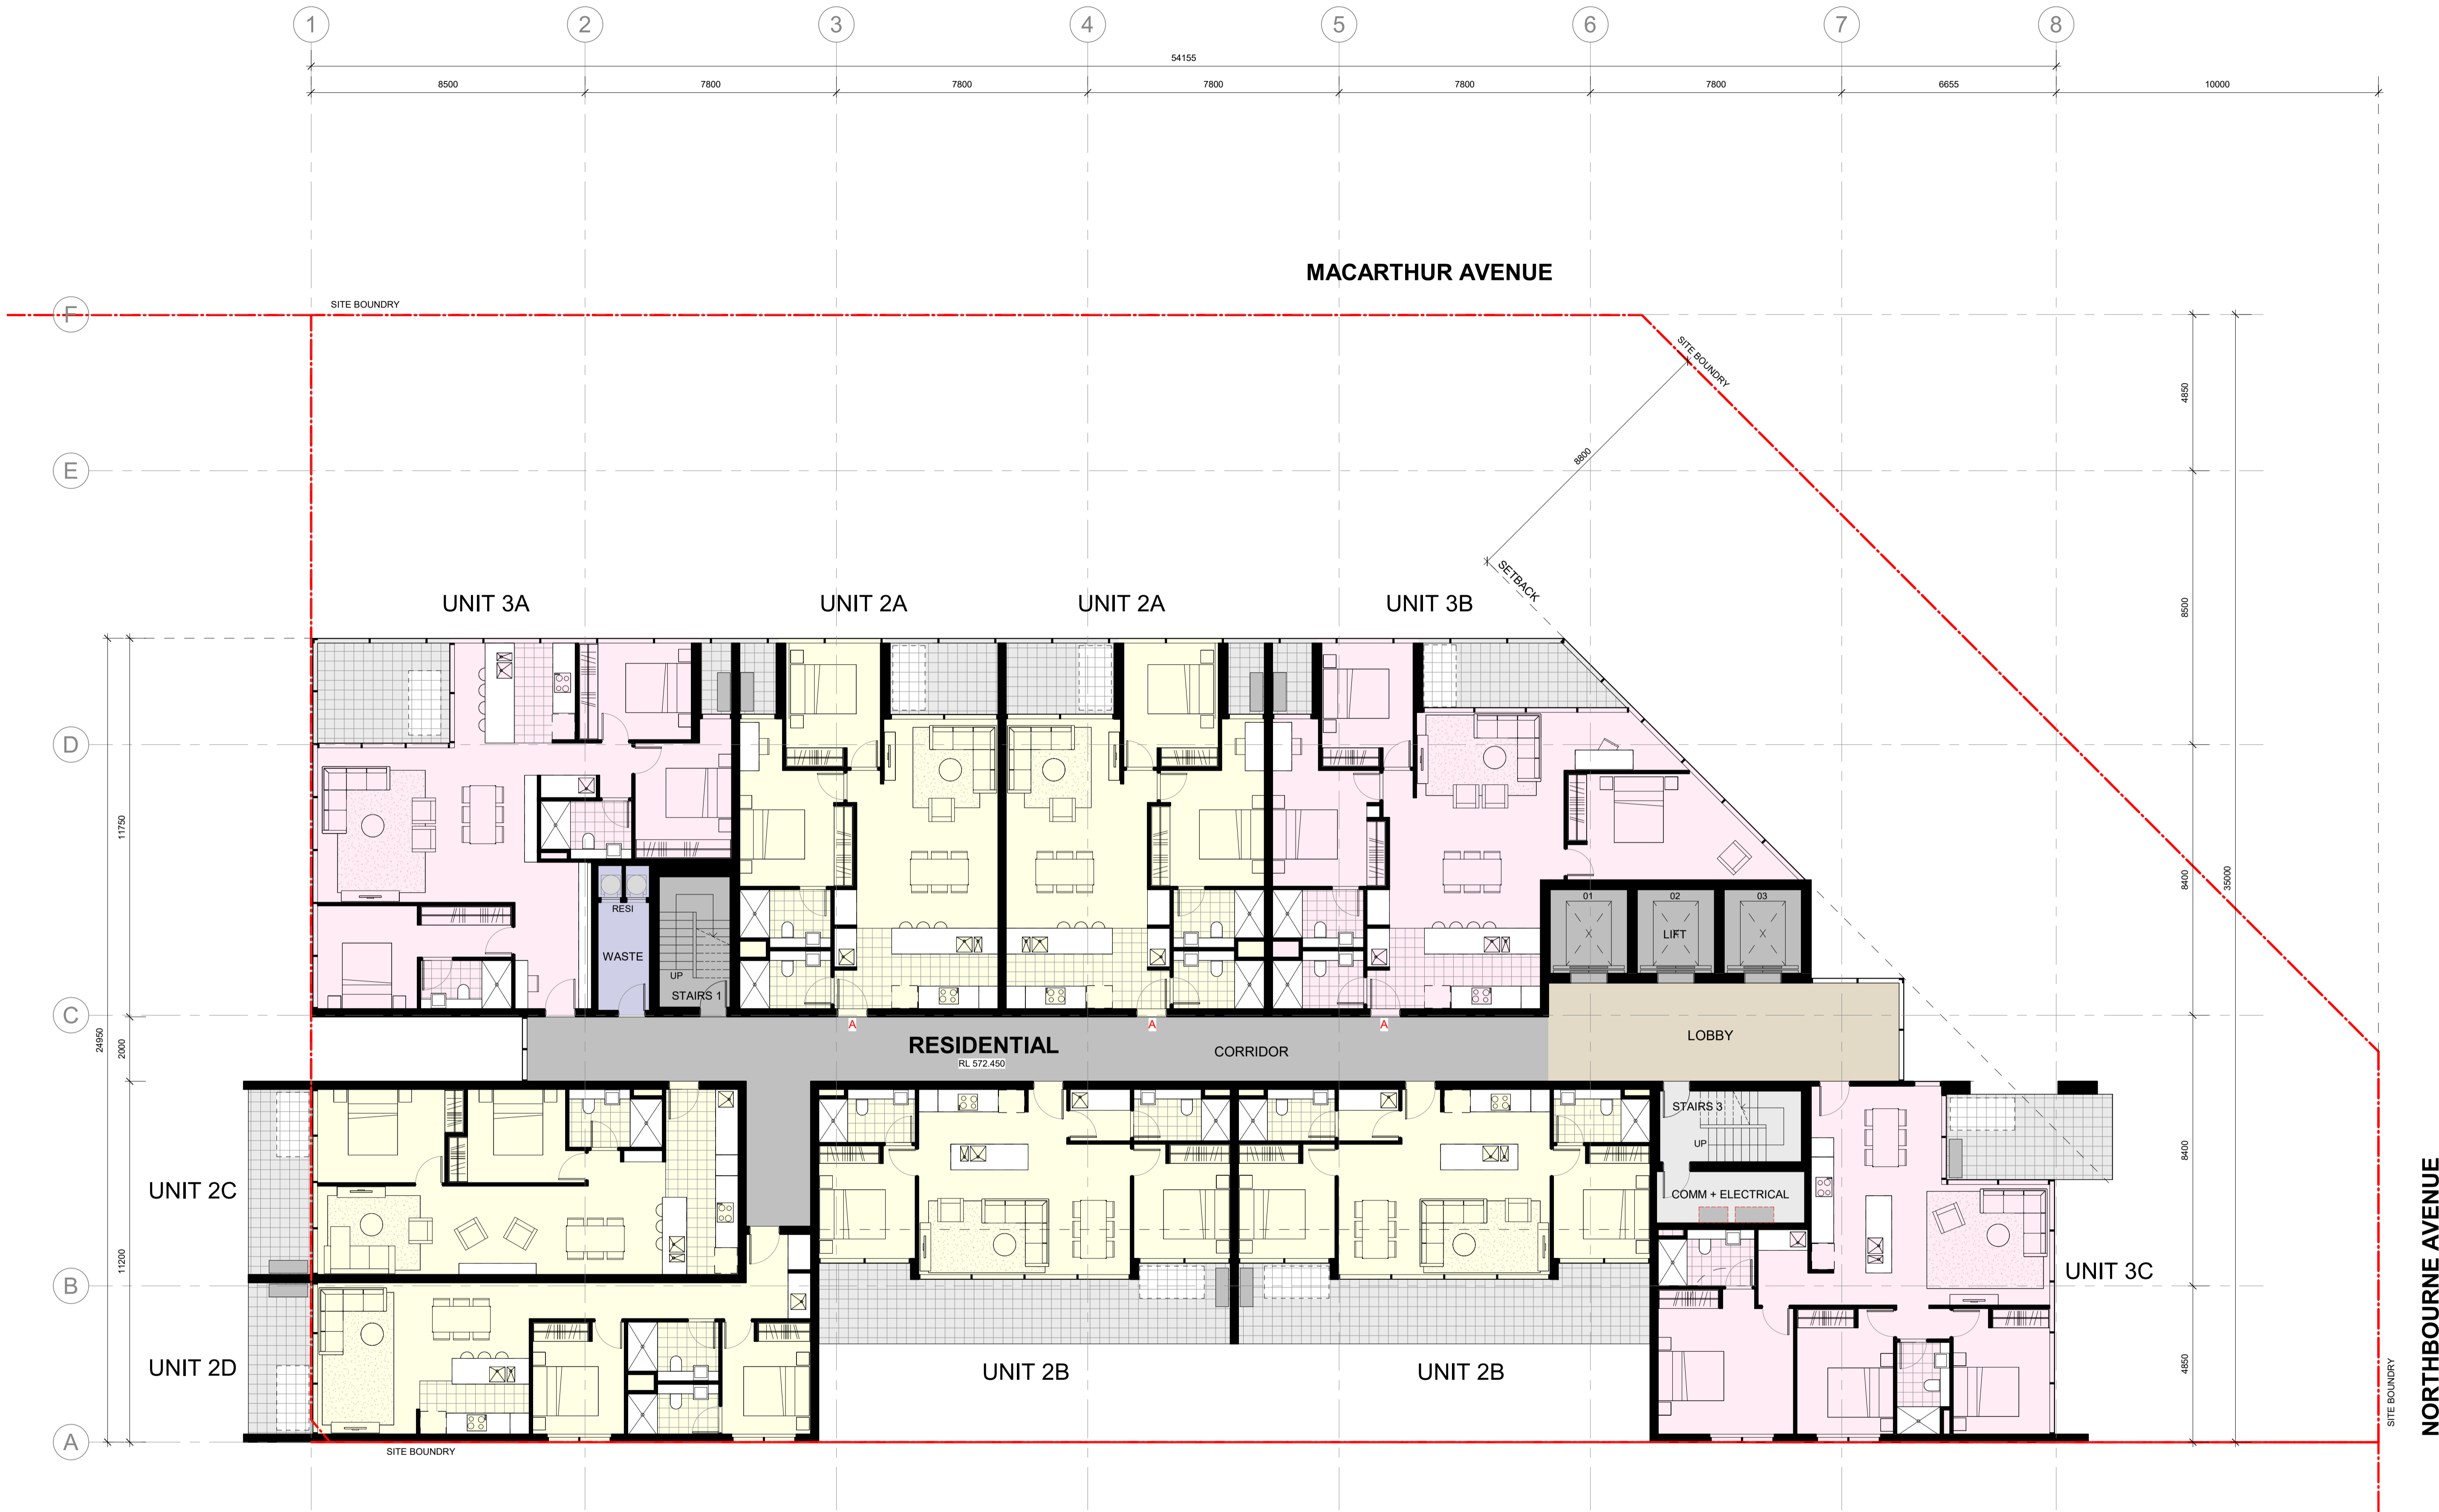 1
2
3
4
5
6
7
8
54155
8500
7800
7800
7800
7800
7800
6655
10000
MACARTHUR AVENUE
SITE BOUNDRY
F
SITE BOUNDRY
4850
E
8800
SETBACK
8500
UNIT 3A
UNIT 2A
UNIT 2A
UNIT 3B
D
11750
8400
35000
01
02
03
RESI
LIFT
WASTE
UP
STAIRS 1
C
A
A
A
24950
2000
RESIDENTIAL
RL 572.450
CORRIDOR
LOBBY
STAIRS 3
UP
8400
UNIT 2C
COMM + ELECTRICAL
11200
B
UNIT 3C
NORTHBOURNE AVENUE
UNIT 2D
UNIT 2B
UNIT 2B
4850
SITE BOUNDRY
A
SITE BOUNDRY